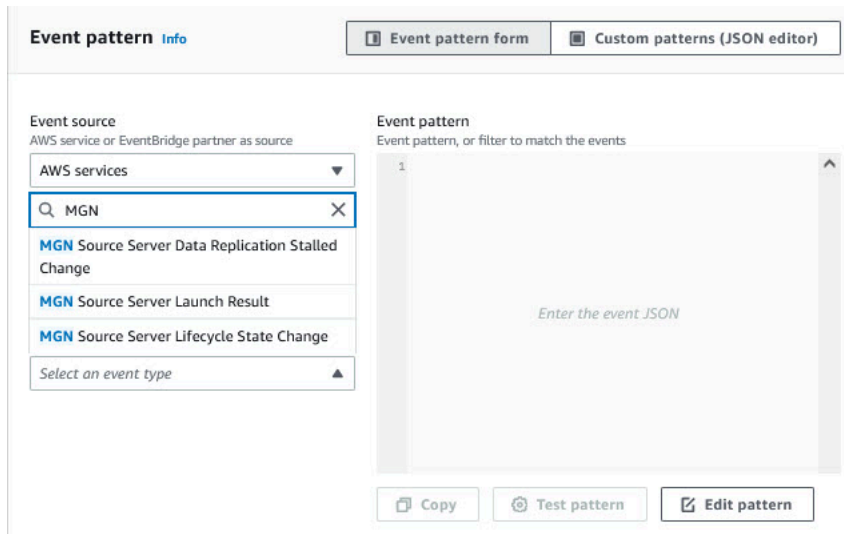 Event pattern Info
Event pattern form
Custom patterns (JSON editor)
Event source
AWS service or EventBridge partner as source
AWS services
MGN
MGN Source Server Data Replication Stalled
Change
MGN Source Server Launch Result
MGN Source Server Lifecycle State Change
Select an event type
Event pattern
Event pattern, or filter to match the events
1
Enter the event JSON
Copy
Test pattern
Edit pattern